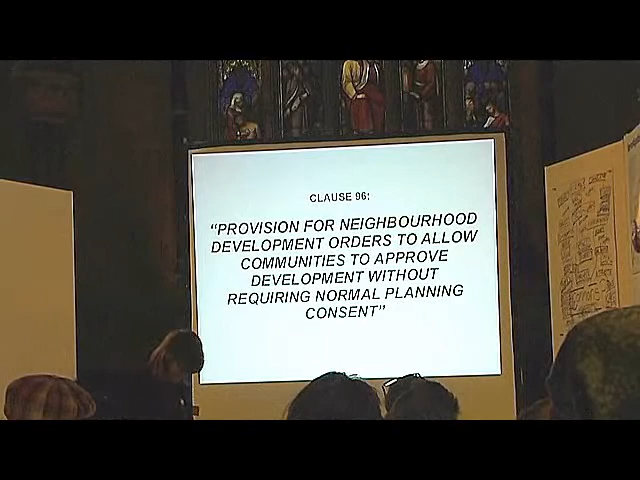 CLAUSE 96:
“PROVISION FOR NEIGHBOURHOOD
DEVELOPMENT ORDERS TO ALLOW
COMMUNITIES TO APPROVE
DEVELOPMENT WITHOUT
REQUIRING NORMAL PLANNING
CONSENT”